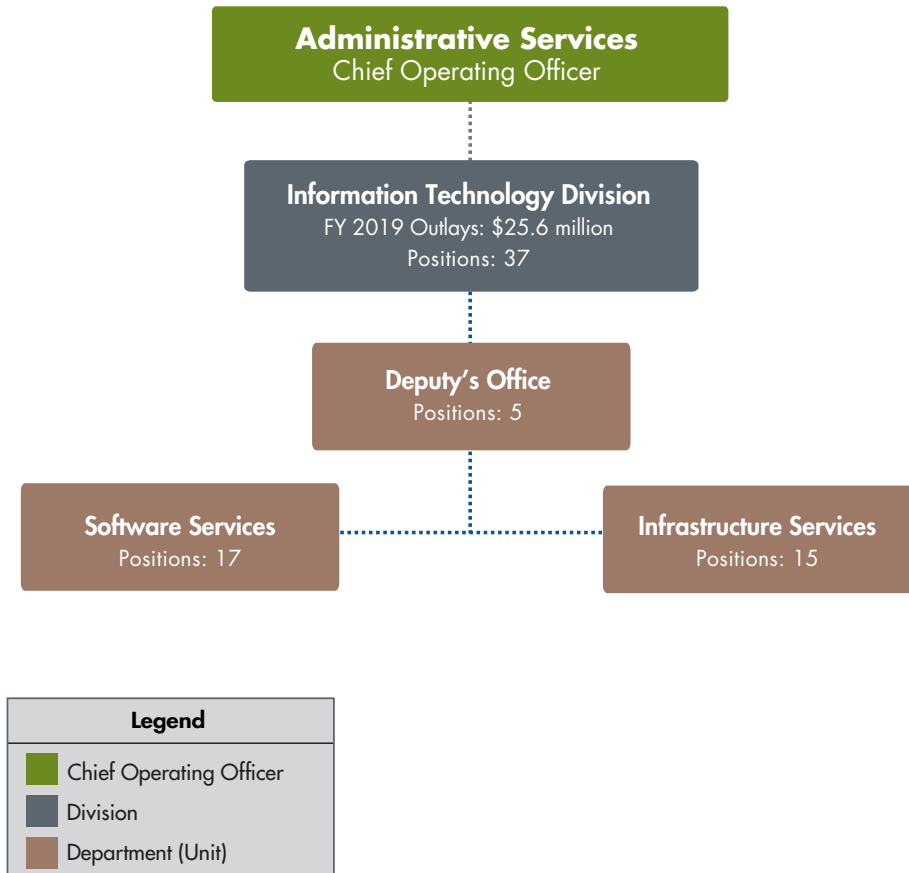 Administrative Services
Chief Operating Officer
Information Technology Division
FY 2019 Outlays: $25.6 million
Positions: 37
Deputy’s Office
Positions: 5
Software Services
Positions: 17
Infrastructure Services
Positions: 15
Legend
Chief Operating Officer
Division
Department (Unit)